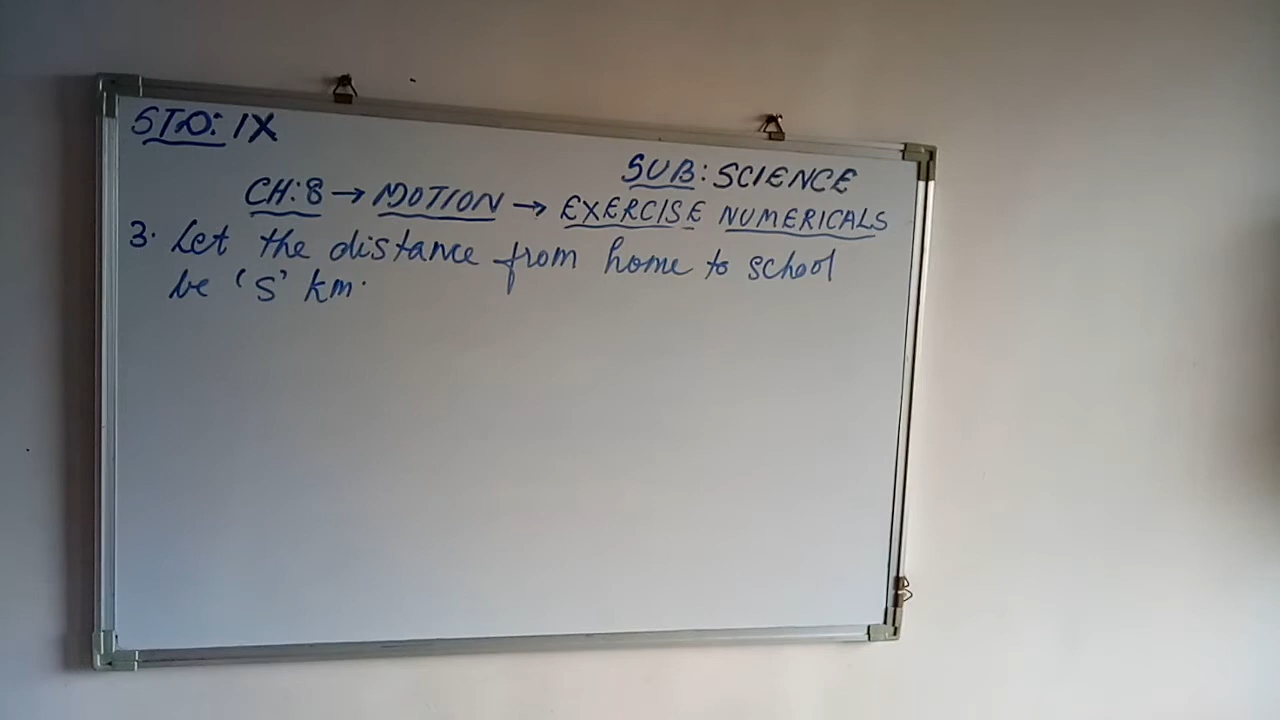 STD: IX
SUB: SCIENCE
CH: 8 → MOTION → EXERCISE NUMERICALS
3. Let the distance from home to school
be 'S' km.